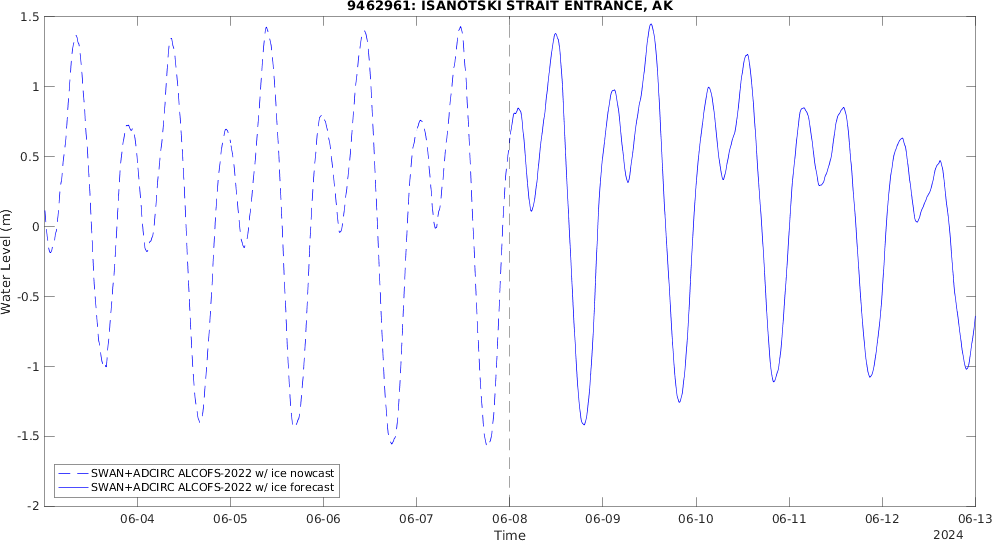 9462961: ISANOTSKI STRAIT ENTRANCE, AK
1.5
1
0.5
0
-0.5
-1
-1.5
-2
Water Level (m)
SWAN+ADCIRC ALCOFS-2022 w/ ice nowcast
SWAN+ADCIRC ALCOFS-2022 w/ ice forecast
06-04 06-05 06-06 06-07 06-08 06-09 06-10 06-11 06-12 06-13
Time
2024